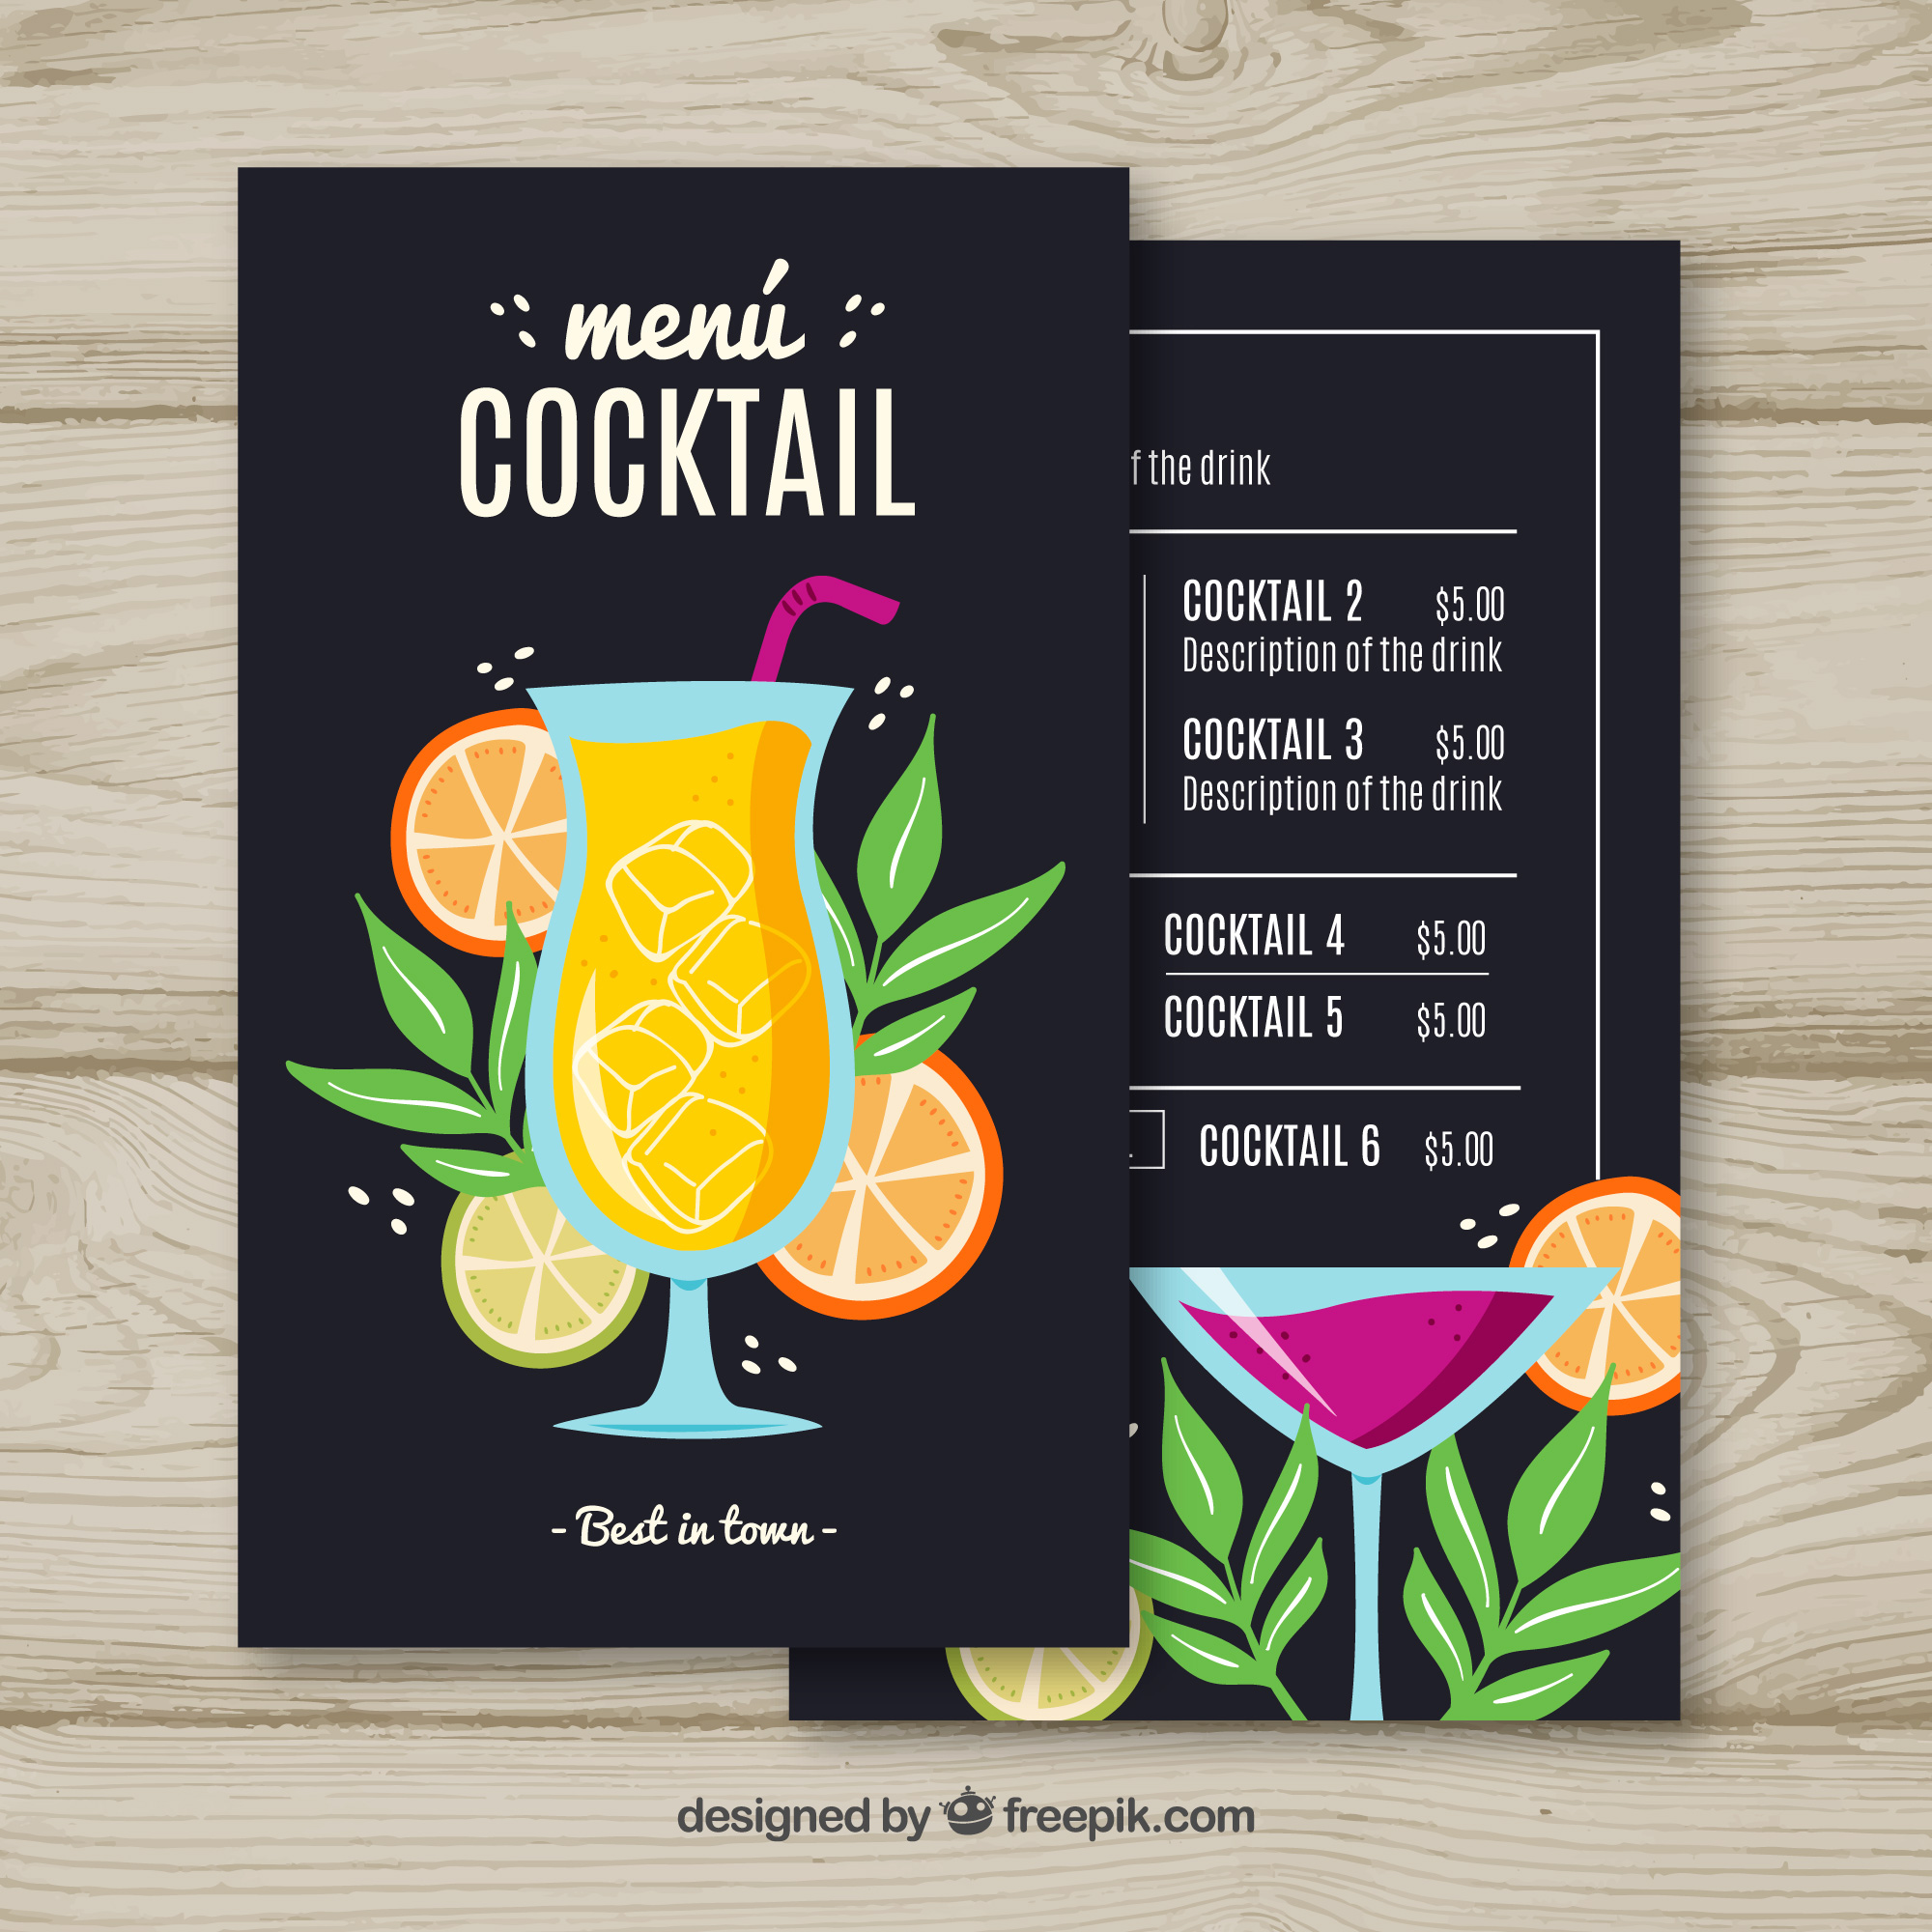 menú
COCKTAIL
- Best in town -
the drink
COCKTAIL 2 $5.00
Description of the drink
COCKTAIL 3 $5.00
Description of the drink
COCKTAIL 4 $5.00
COCKTAIL 5 $5.00
COCKTAIL 6 $5.00
designed by freepik.com